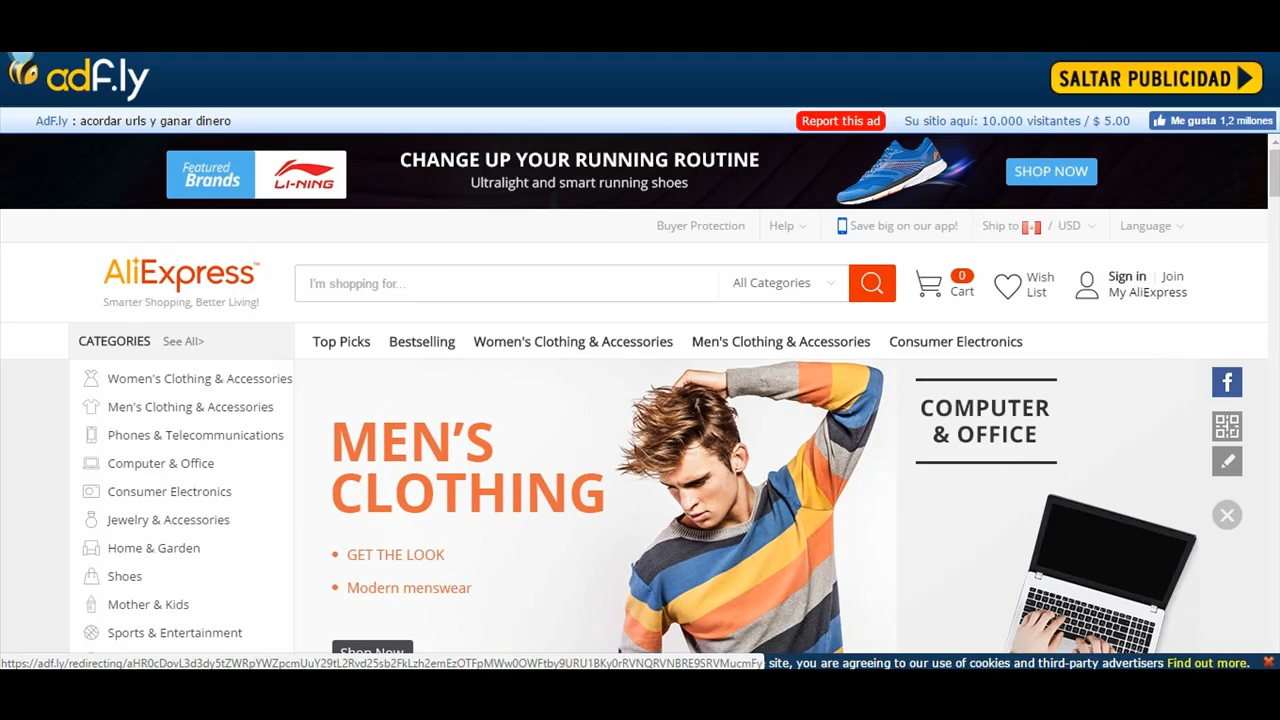 adf.ly
SALTAR PUBLICIDAD
AdF.ly : acordar urls y ganar dinero
Report this ad
Su sitio aquí: 10.000 visitantes / $ 5.00
Me gusta 1,2 millones
Featured Brands
LI-NING
CHANGE UP YOUR RUNNING ROUTINE
Ultralight and smart running shoes
SHOP NOW
Buyer Protection
Help
Save big on our app!
Ship to / USD
Language
AliExpress™
Smarter Shopping, Better Living!
I'm shopping for...
All Categories
0
Cart
Wish
List
Sign in | Join
My AliExpress
CATEGORIES See All>
Top Picks
Bestselling
Women's Clothing & Accessories
Men's Clothing & Accessories
Consumer Electronics
Women's Clothing & Accessories
Men's Clothing & Accessories
Phones & Telecommunications
Computer & Office
Consumer Electronics
Jewelry & Accessories
Home & Garden
Shoes
Mother & Kids
Sports & Entertainment
MEN'S
CLOTHING
GET THE LOOK
Modern menswear
Shop Now
COMPUTER
& OFFICE
site, you are agreeing to our use of cookies and third-party advertisers Find out more.